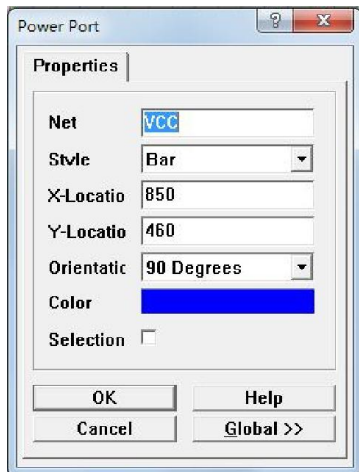 Power Port
Properties
Net VCC
Style Bar
X-Locatio 850
Y-Locatio 460
Orientatic 90 Degrees
Color
Selection
OK Help
Cancel Global >>